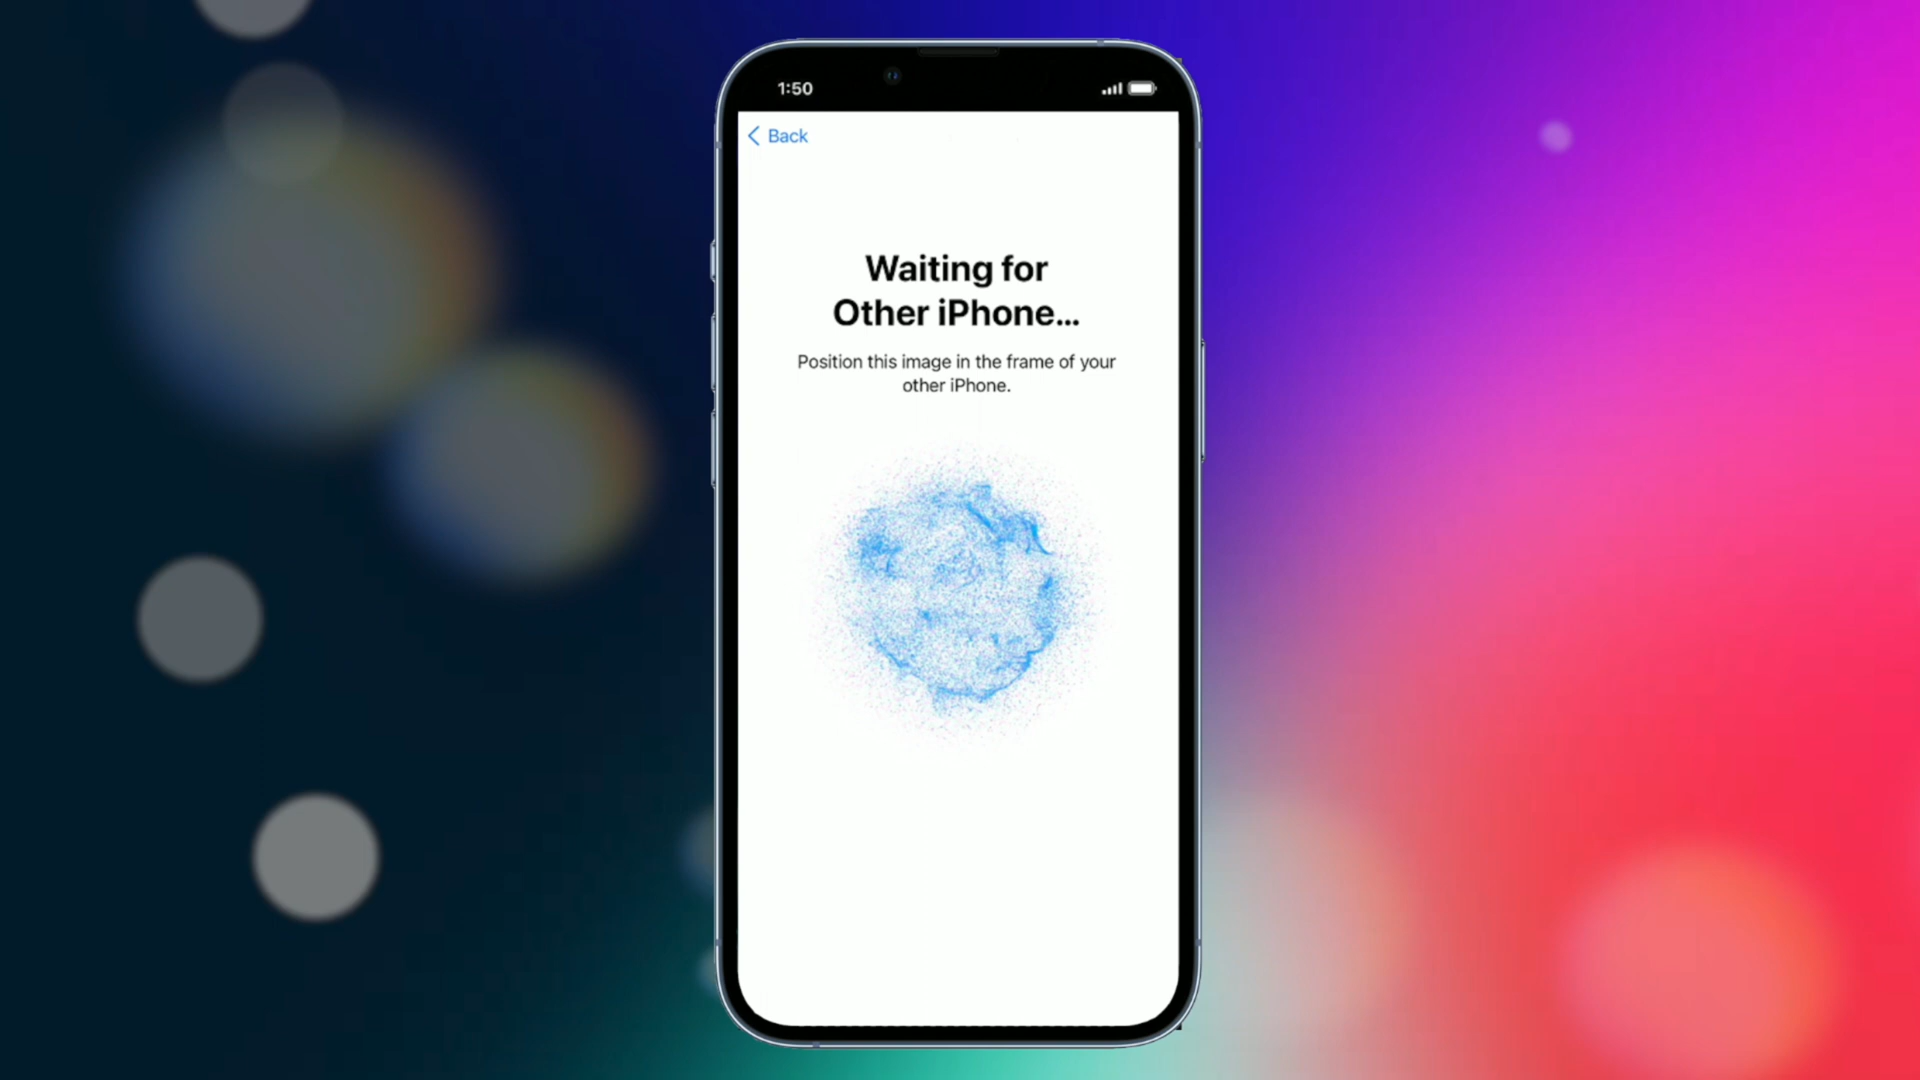 1:50
Back
Waiting for
Other iPhone...
Position this image in the frame of your
other iPhone.